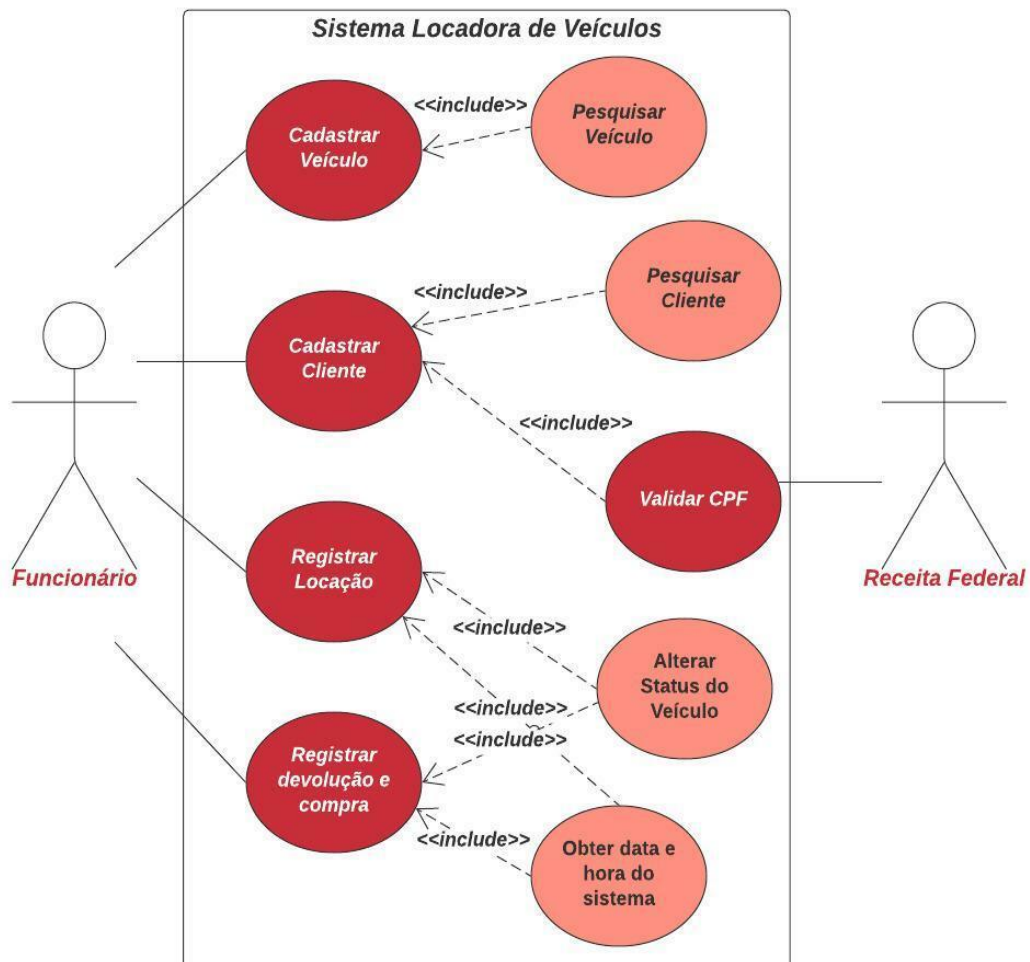 Sistema Locadora de Veículos
<<include>>
Cadastrar
Veículo
Pesquisar
Veículo
<<include>>
Pesquisar
Cliente
Cadastrar
Cliente
<<include>>
Validar CPF
Funcionário
Receita Federal
Registrar
Locação
<<include>>
Alterar
Status do
Veículo
<<include>>
<<include>>
Registrar
devolução e
compra
<<include>>
Obter data e
hora do
sistema